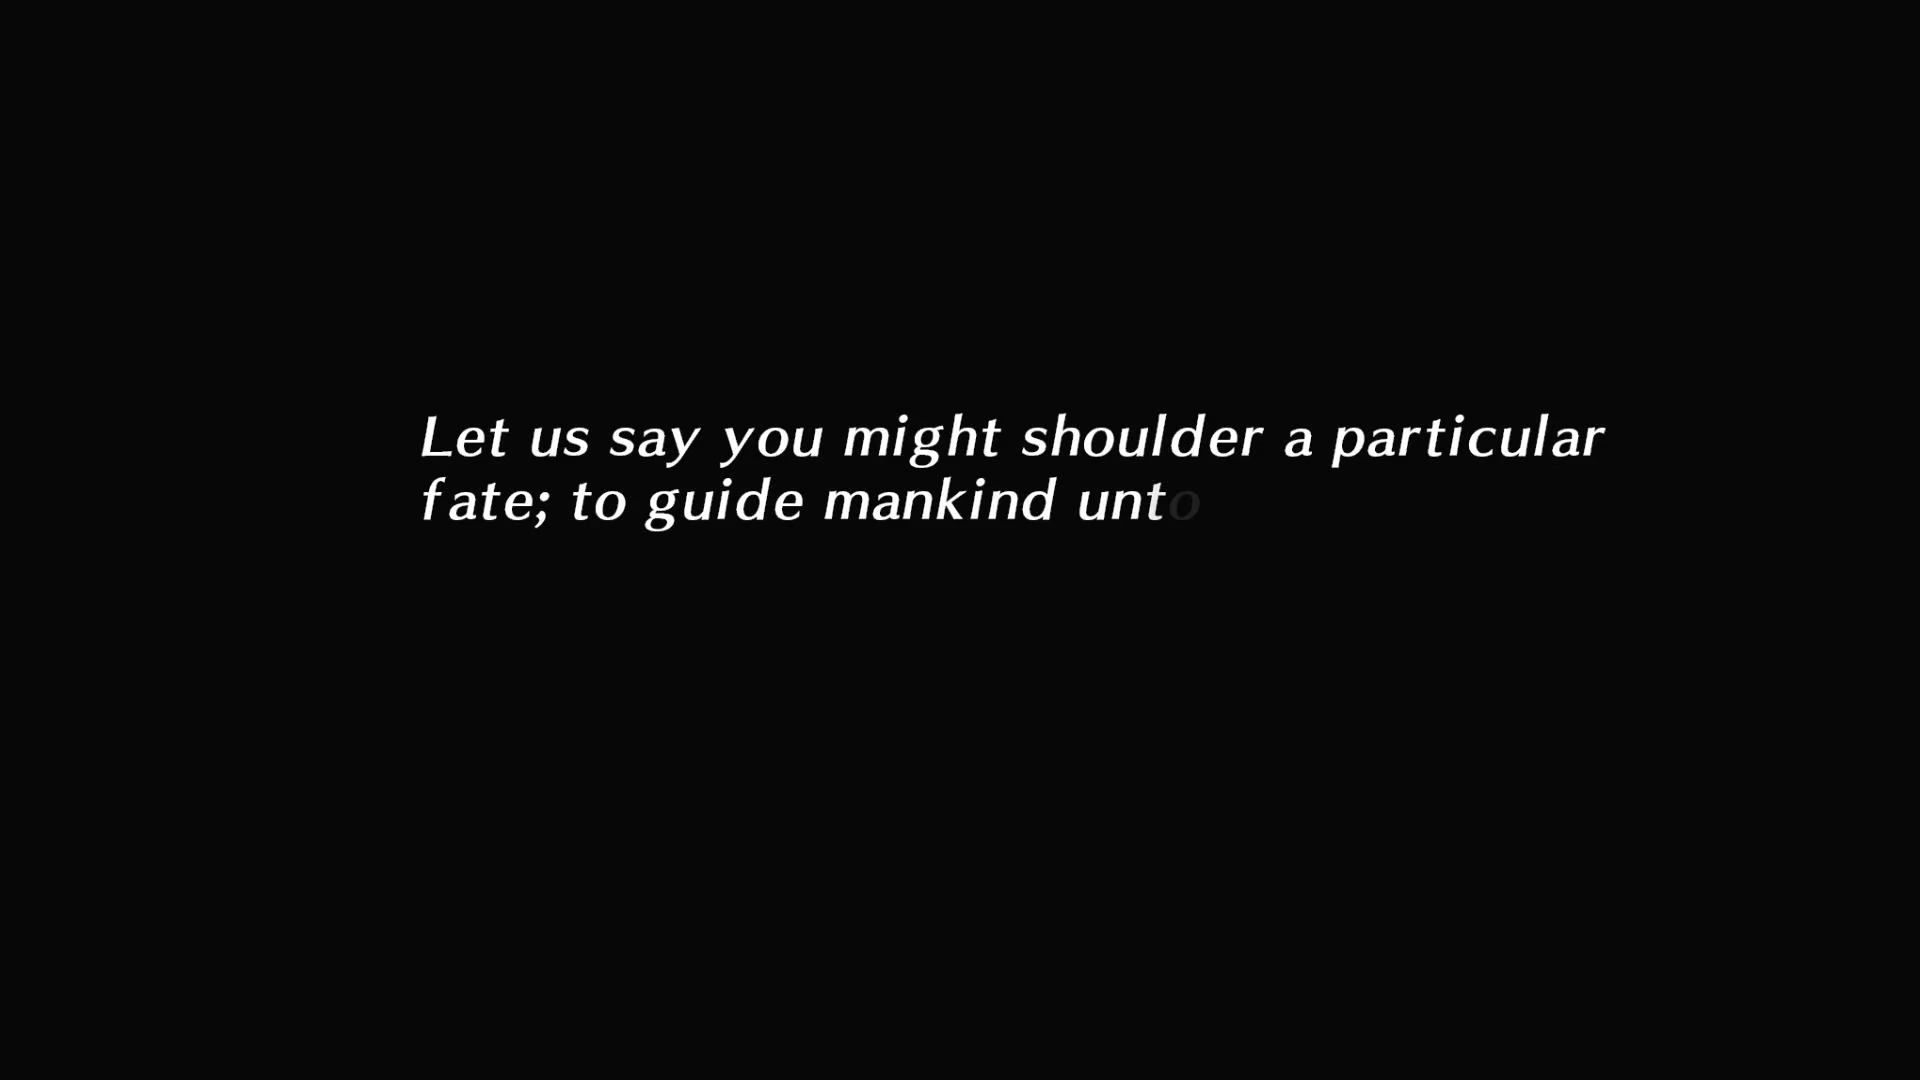 Let us say you might shoulder a particular
fate; to guide mankind unto